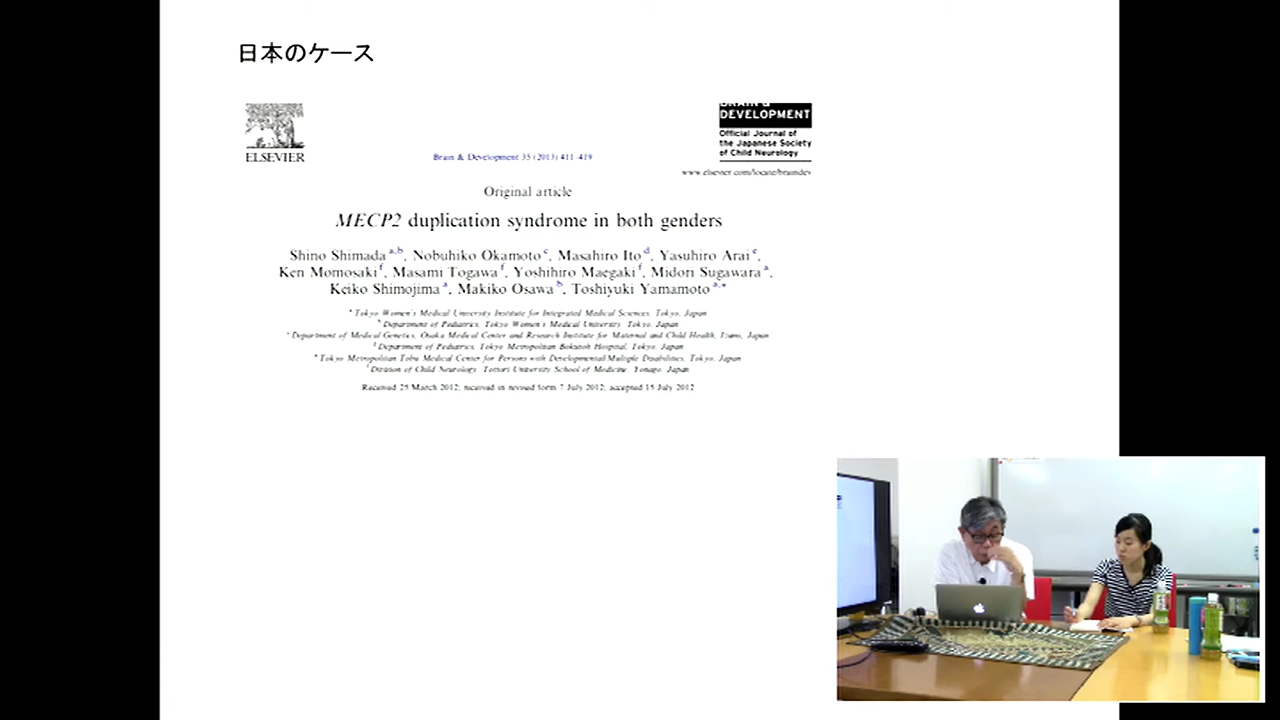 日本のケース
ELSEVIER
BRAIN &
DEVELOPMENT
Official Journal of
the Japanese Society
of Child Neurology
Brain & Development 35 (2013) 411–419
www.elsevier.com/locate/braindev
Original article
MECP2 duplication syndrome in both genders
Shino Shimada a,b, Nobuhiko Okamoto c, Masahiro Ito d, Yasuhiro Arai e,
Ken Momosaki f, Masami Togawa f, Yoshihiro Maegaki f, Midori Sugawara a,
Keiko Shimojima a, Makiko Osawa b, Toshiyuki Yamamoto a,*
a Tokyo Women's Medical University Institute for Integrated Medical Sciences, Tokyo, Japan
b Department of Pediatrics, Tokyo Women's Medical University, Tokyo, Japan
c Department of Medical Genetics, Osaka Medical Center and Research Institute for Maternal and Child Health, Izumi, Japan
d Department of Pediatrics, Tokyo Metropolitan Bokutoh Hospital, Tokyo, Japan
e Tokyo Metropolitan Tobu Medical Center for Persons with Developmental/Multiple Disabilities, Tokyo, Japan
f Division of Child Neurology, Tottori University School of Medicine, Yonago, Japan
Received 25 March 2012; received in revised form 7 July 2012; accepted 15 July 2012